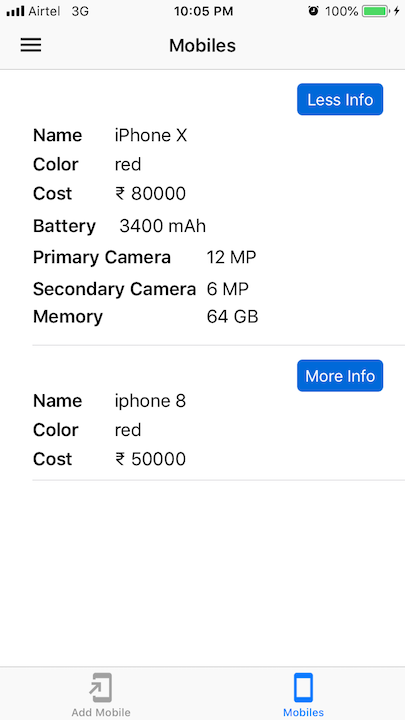 Airtel 3G 10:05 PM 100%
Mobiles
Less Info
Name iPhone X
Color red
Cost ₹ 80000
Battery 3400 mAh
Primary Camera 12 MP
Secondary Camera 6 MP
Memory 64 GB
More Info
Name iphone 8
Color red
Cost ₹ 50000
Add Mobile Mobiles